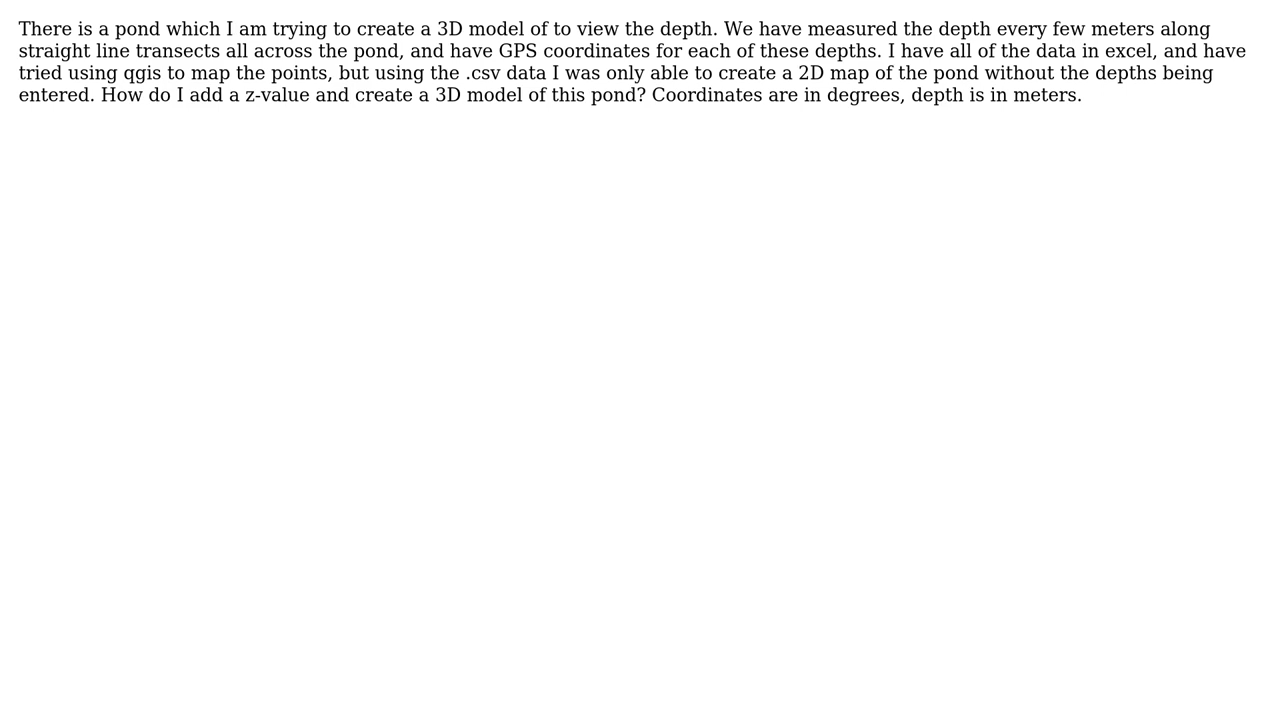 There is a pond which I am trying to create a 3D model of to view the depth. We have measured the depth every few meters along
straight line transects all across the pond, and have GPS coordinates for each of these depths. I have all of the data in excel, and have
tried using qgis to map the points, but using the .csv data I was only able to create a 2D map of the pond without the depths being
entered. How do I add a z-value and create a 3D model of this pond? Coordinates are in degrees, depth is in meters.